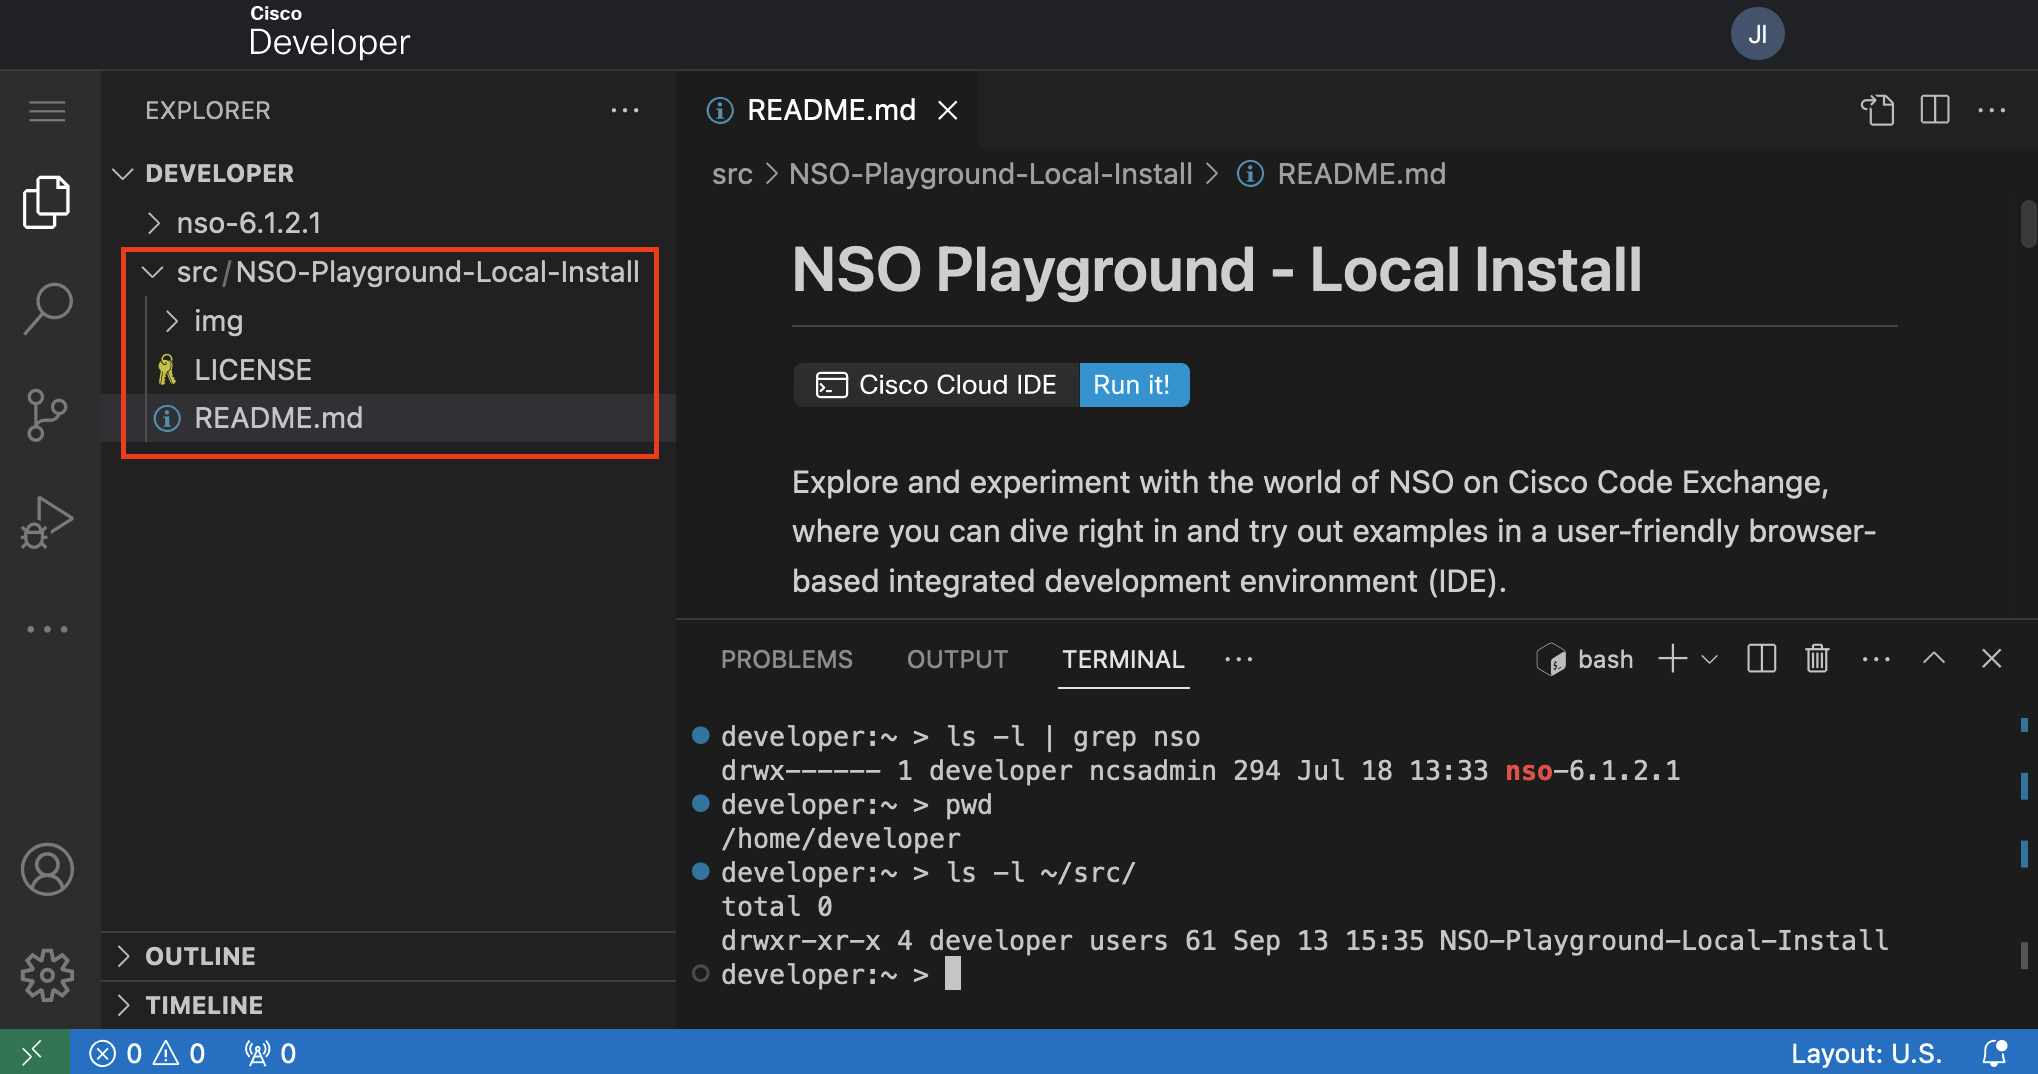 Cisco
Developer
JI
EXPLORER
DEVELOPER
nso-6.1.2.1
src/NSO-Playground-Local-Install
img
LICENSE
README.md
OUTLINE
TIMELINE
README.md
src > NSO-Playground-Local-Install > README.md
NSO Playground - Local Install
Cisco Cloud IDE Run it!
Explore and experiment with the world of NSO on Cisco Code Exchange,
where you can dive right in and try out examples in a user-friendly browser-
based integrated development environment (IDE).
PROBLEMS OUTPUT TERMINAL bash
developer:~ > ls -l | grep nso
drwx------ 1 developer ncsadmin 294 Jul 18 13:33 nso-6.1.2.1
developer:~ > pwd
/home/developer
developer:~ > ls -l ~/src/
total 0
drwxr-xr-x 4 developer users 61 Sep 13 15:35 NSO-Playground-Local-Install
developer:~ >
0 0 0 Layout: U.S.